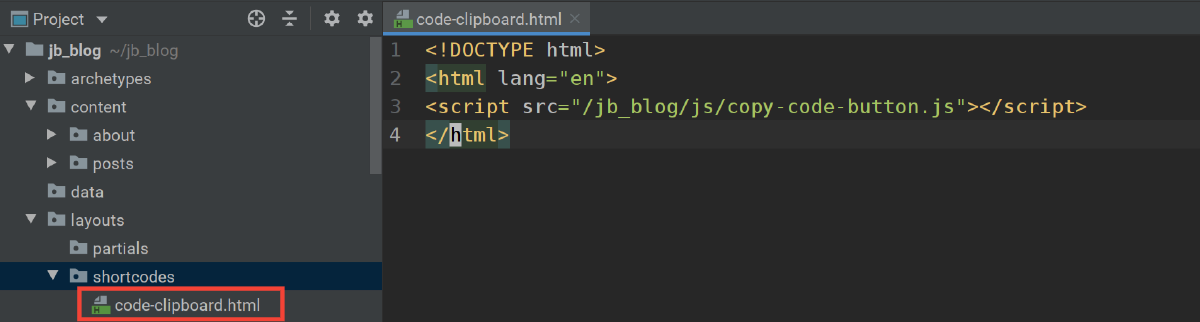 Project
jb_blog ~/jb_blog
archetypes
content
about
posts
data
layouts
partials
shortcodes
code-clipboard.html
code-clipboard.html
1 <!DOCTYPE html>
2 <html lang="en">
3 <script src="/jb_blog/js/copy-code-button.js"></script>
4 </html>